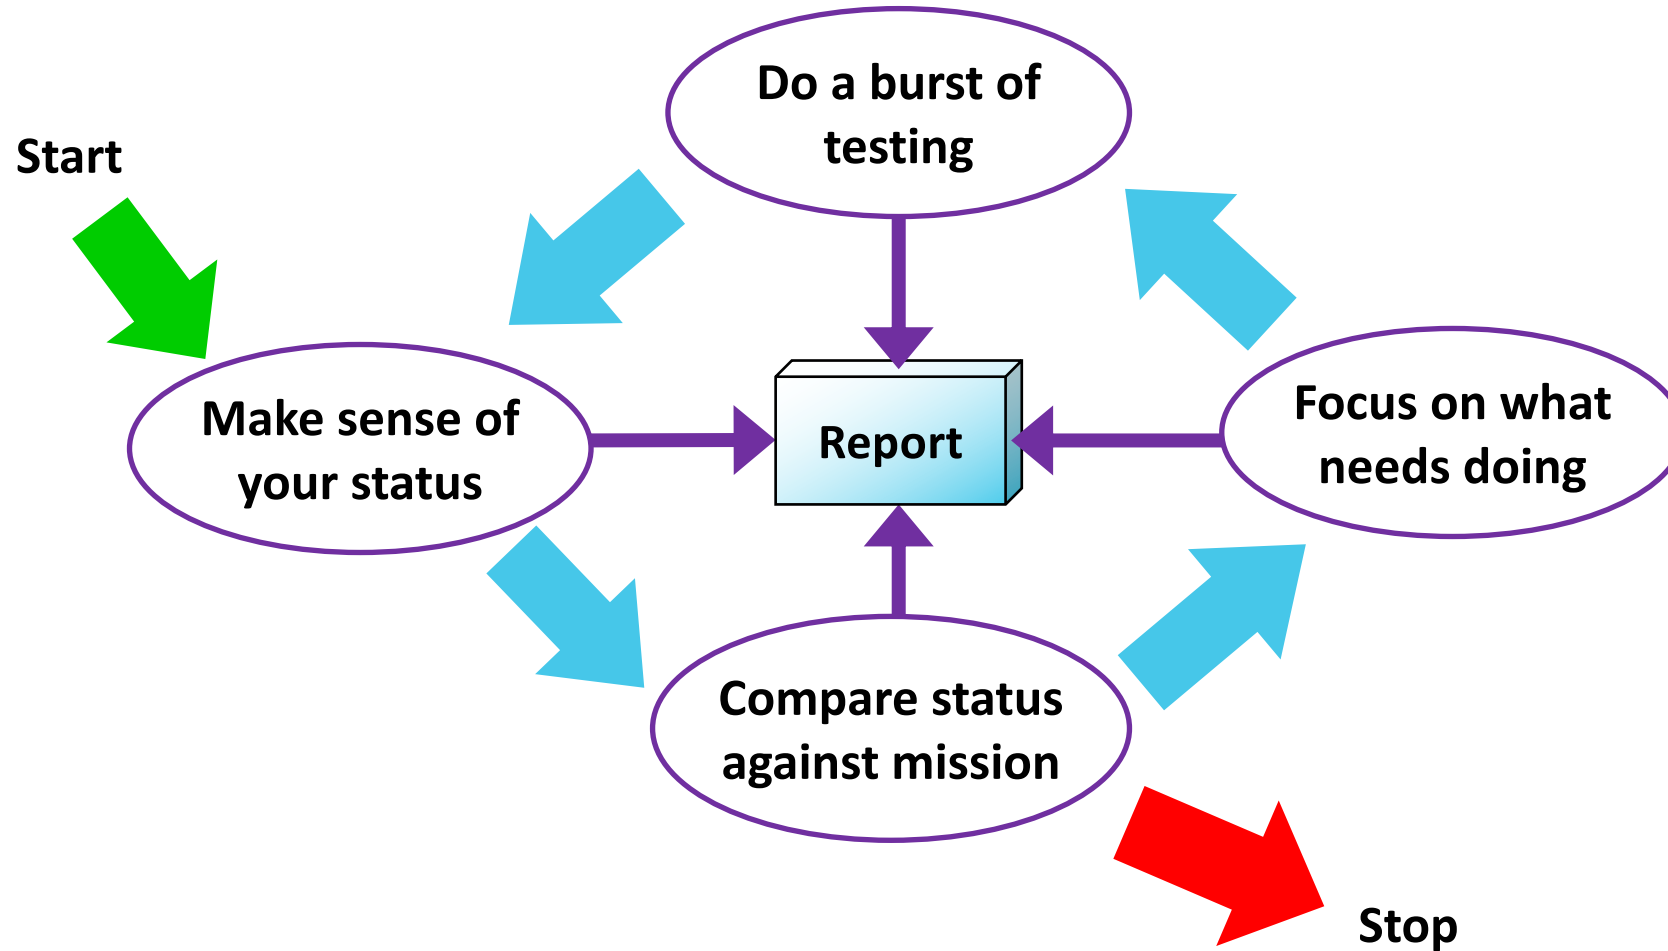 Do a burst of
testing
Start
Make sense of
your status
Report
Focus on what
needs doing
Compare status
against mission
Stop